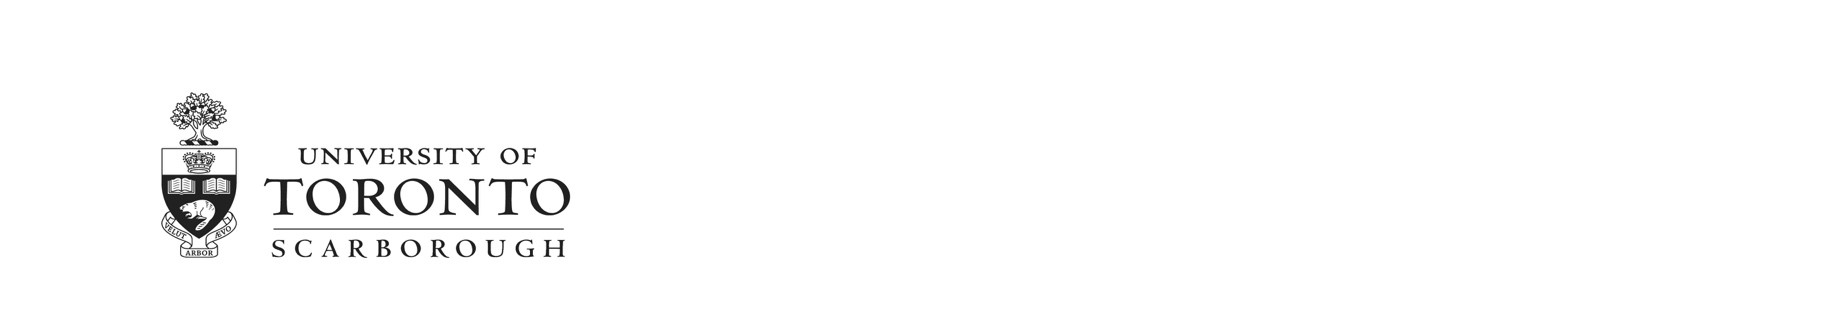 UNIVERSITY OF
TORONTO
SCARBOROUGH
VELUT ARBOR ÆVO